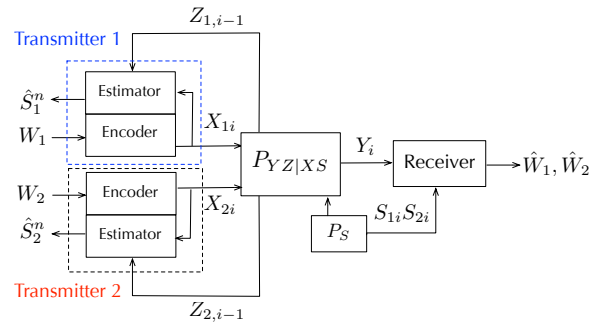 Z_{1,i-1}
Transmitter 1
Estimator
Ŝ_1^n
X_{1i}
W_1
Encoder
P_{YZ|XS}
Y_i
Receiver
Ŵ_1, Ŵ_2
W_2
Encoder
X_{2i}
S_{1i}S_{2i}
Ŝ_2^n
Estimator
P_S
Transmitter 2
Z_{2,i-1}